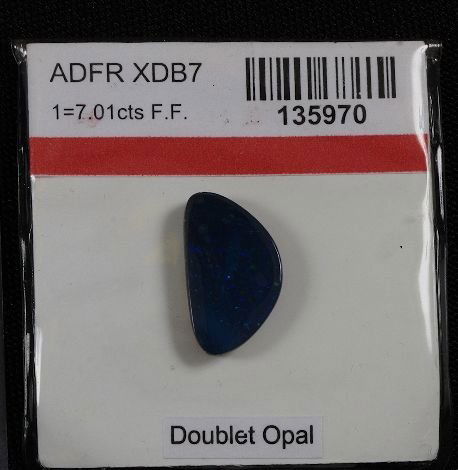 ADFR XDB7
1=7.01cts F.F.
135970
Doublet Opal